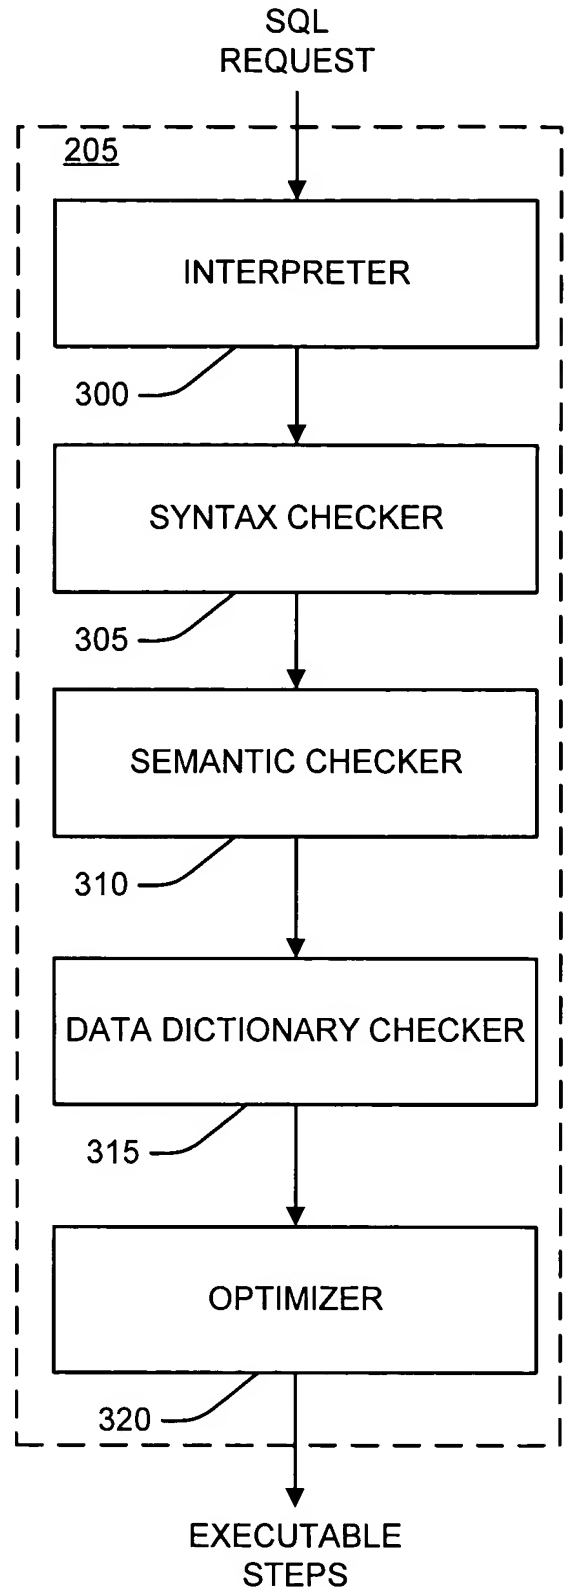 SQL
REQUEST
205
INTERPRETER
300
SYNTAX CHECKER
305
SEMANTIC CHECKER
310
DATA DICTIONARY CHECKER
315
OPTIMIZER
320
EXECUTABLE
STEPS